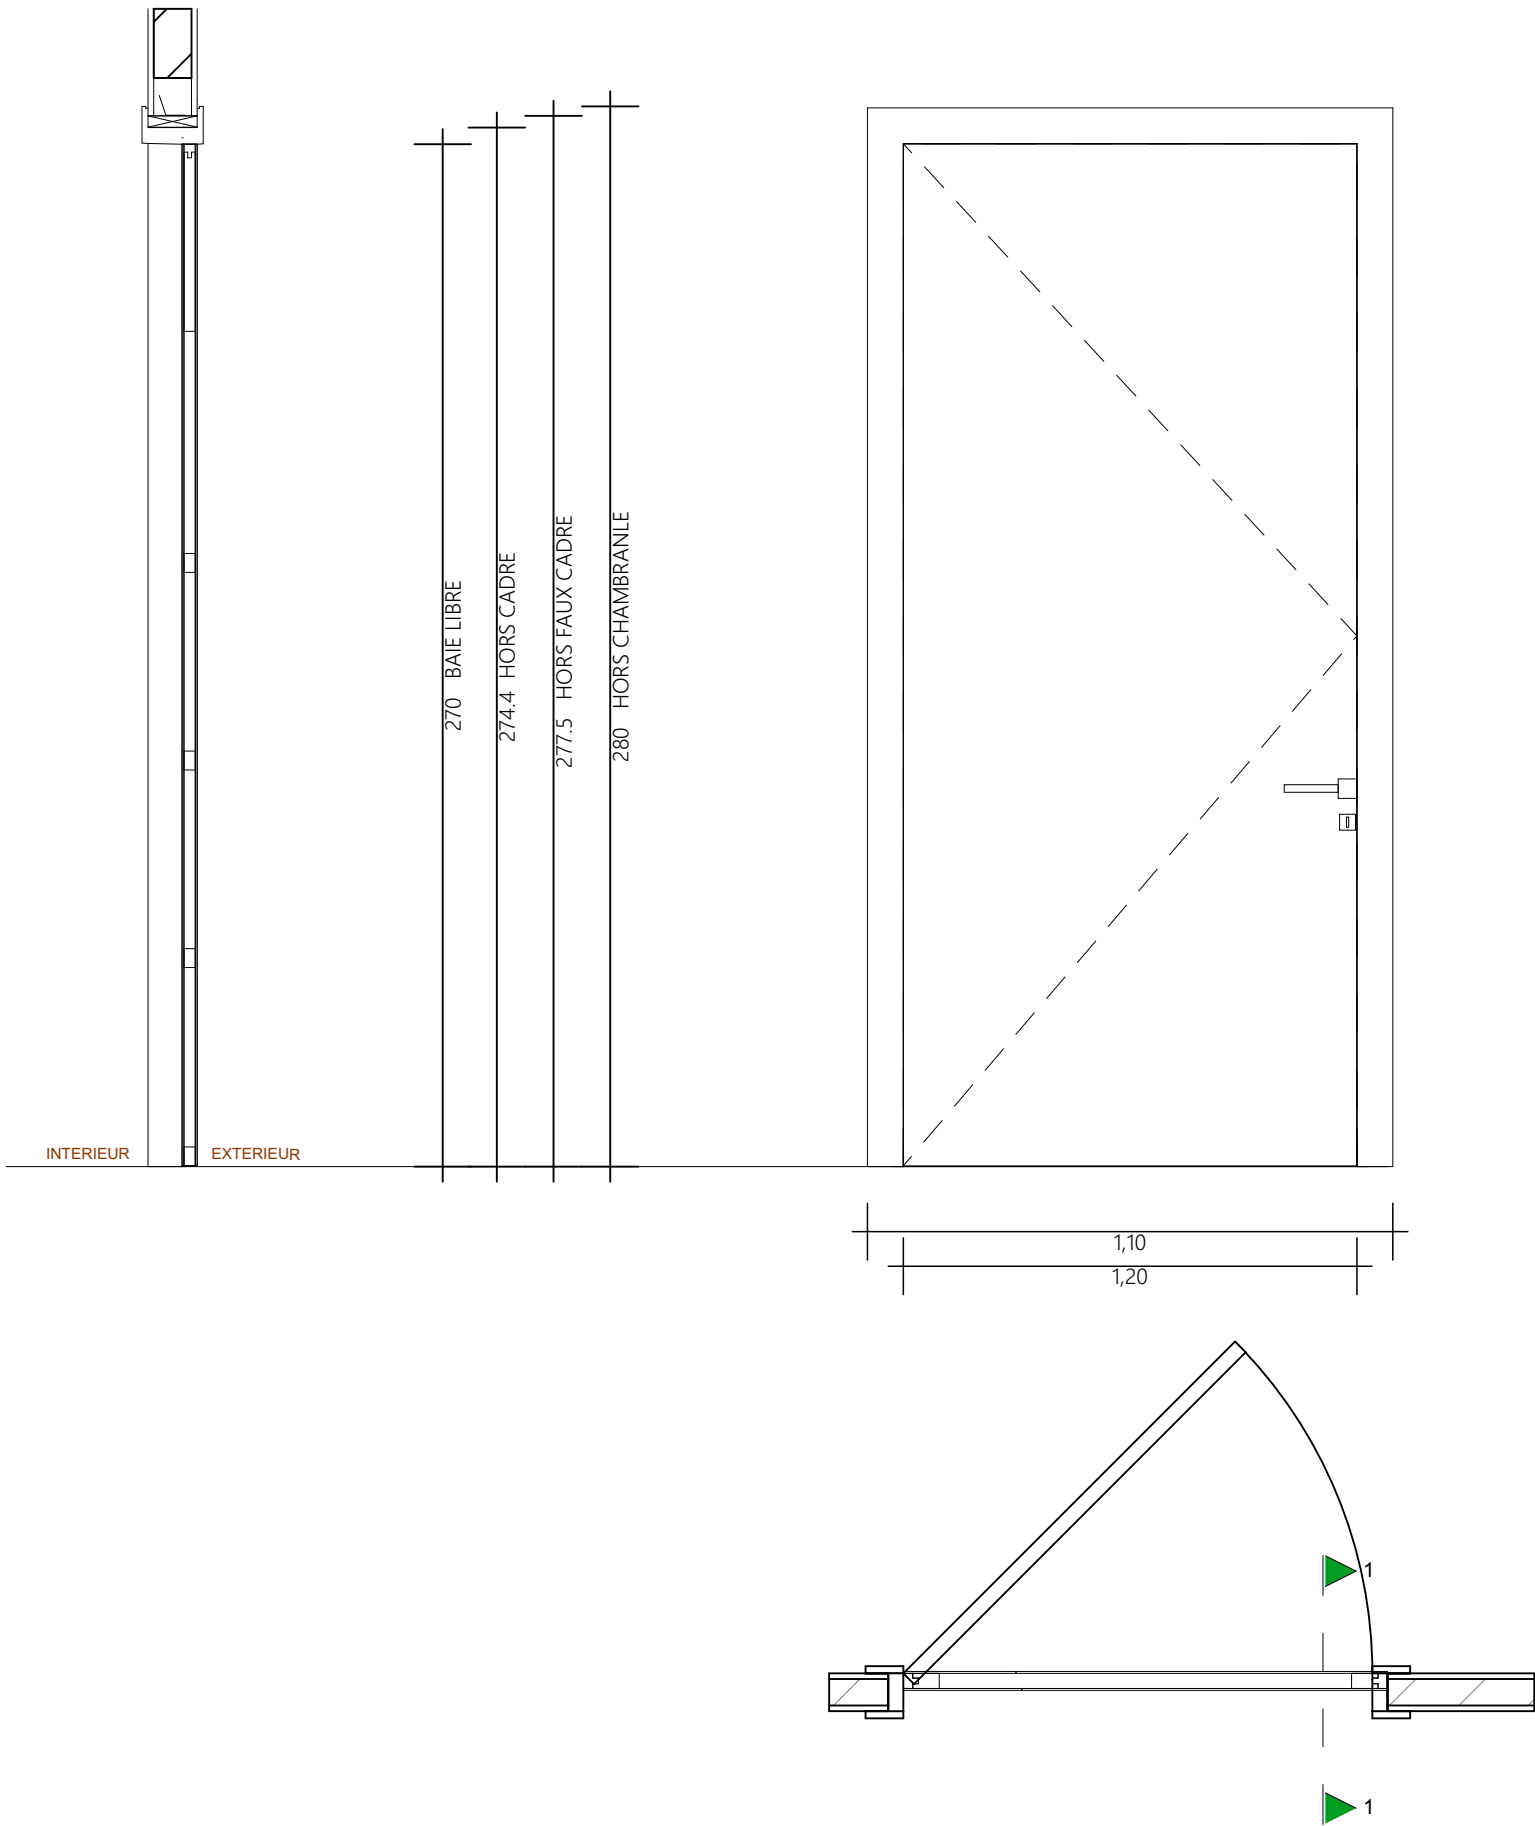 270 BAIE LIBRE
274.4 HORS CADRE
277.5 HORS FAUX CADRE
280 HORS CHAMBRANLE
INTERIEUR
EXTERIEUR
1,10
1,20
1
1